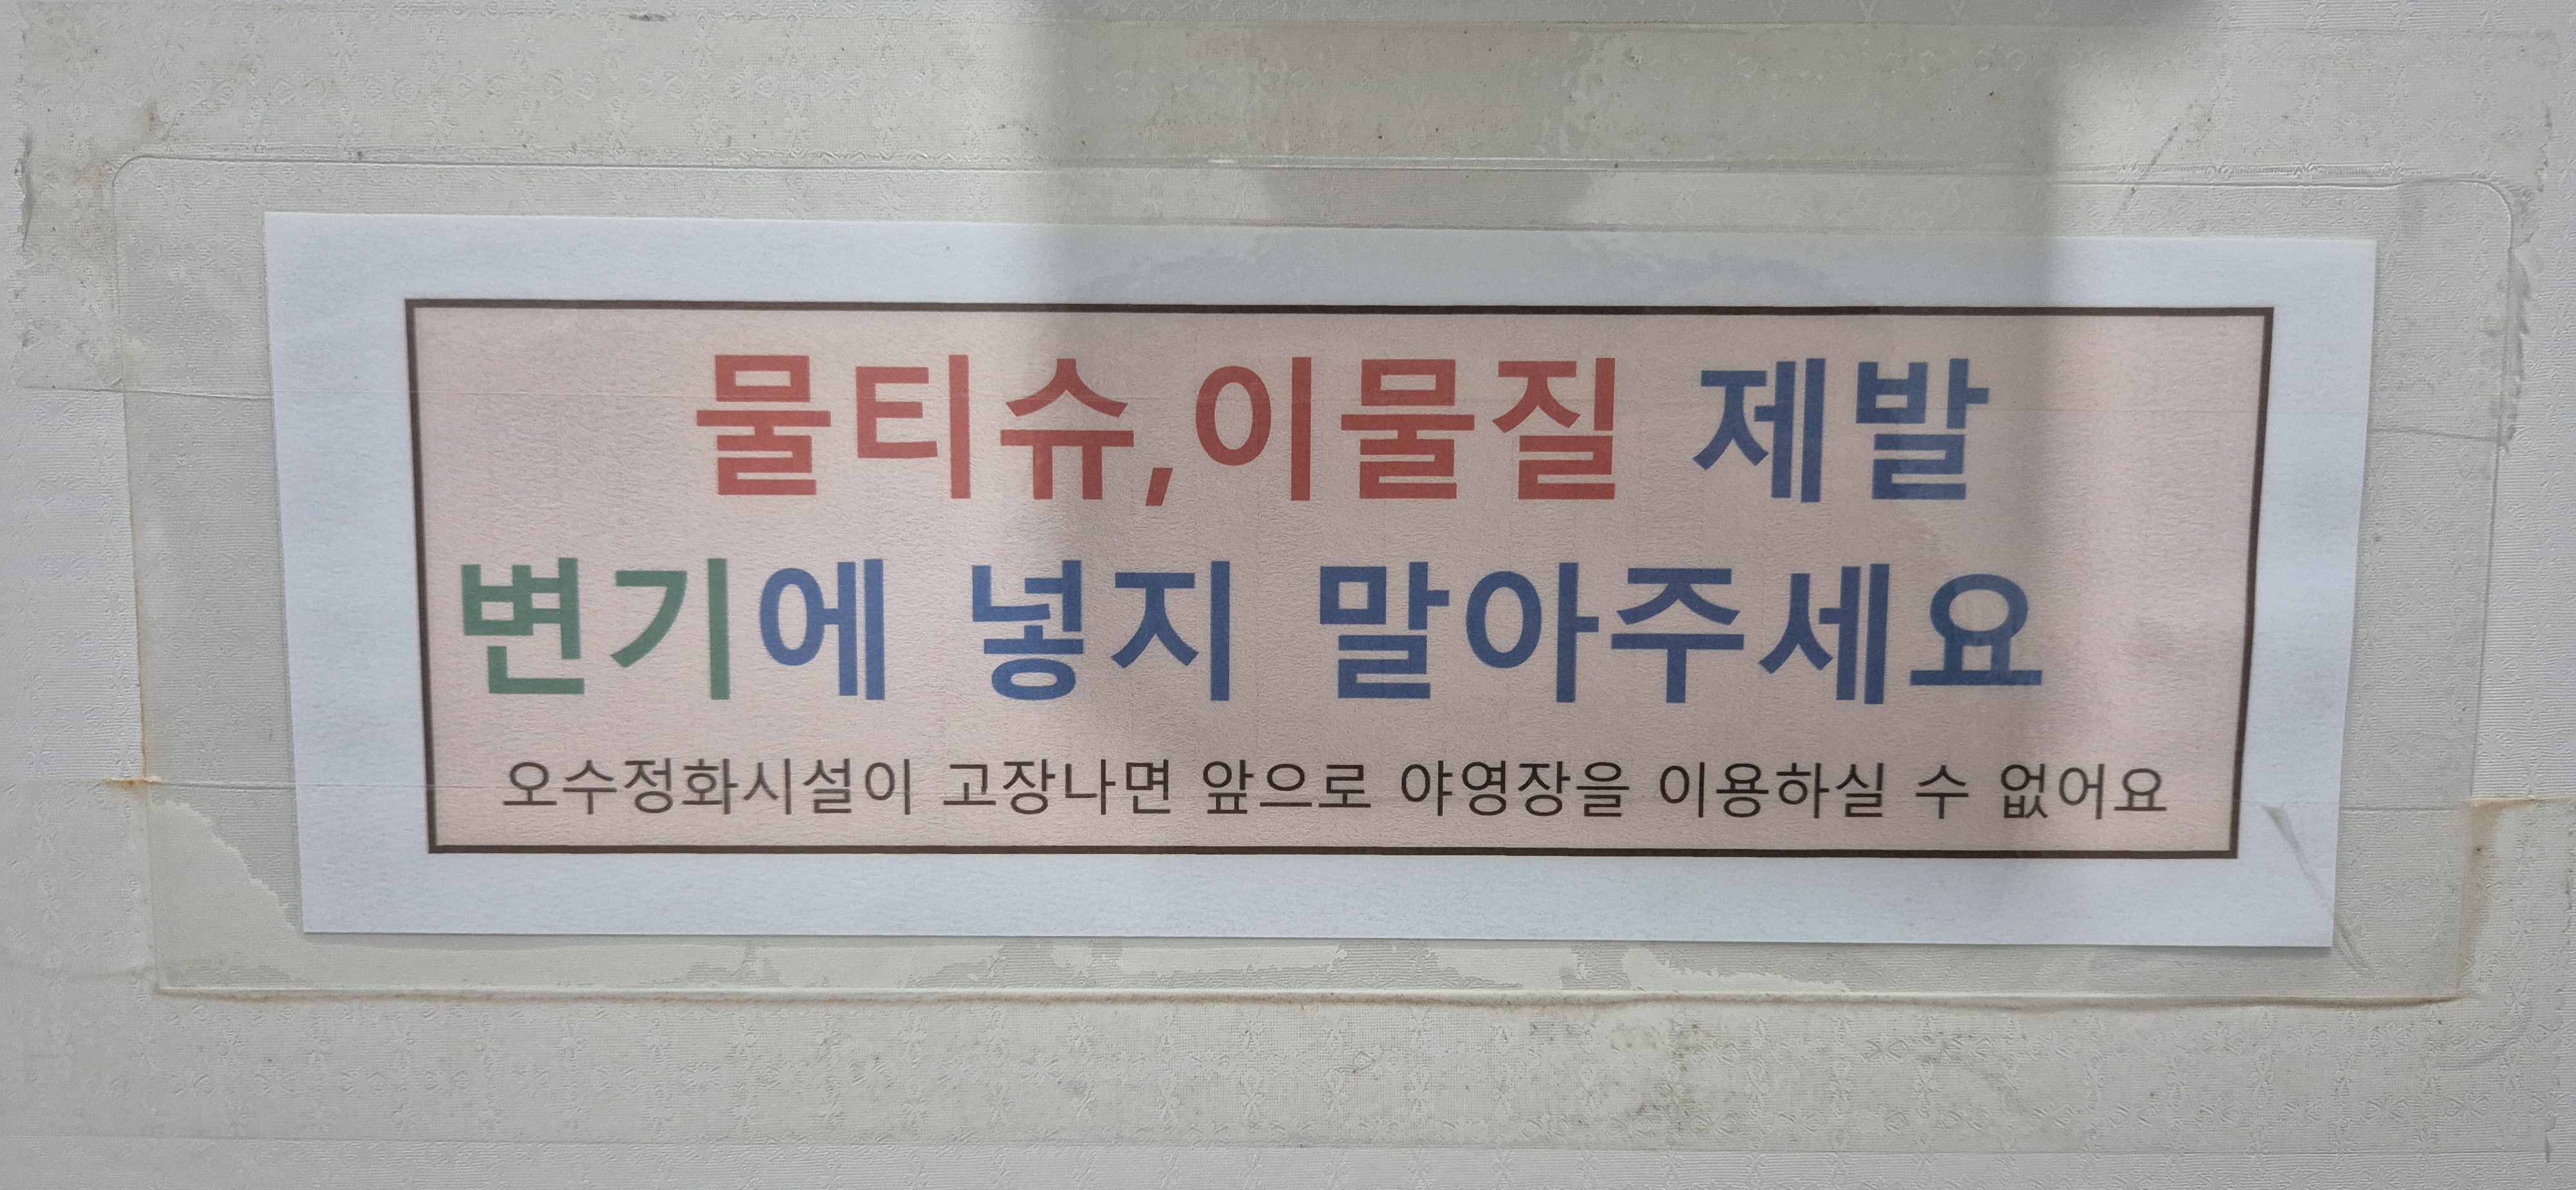 물티슈,이물질 제발
변기에 넣지 말아주세요
오수정화시설이 고장나면 앞으로 야영장을 이용하실 수 없어요